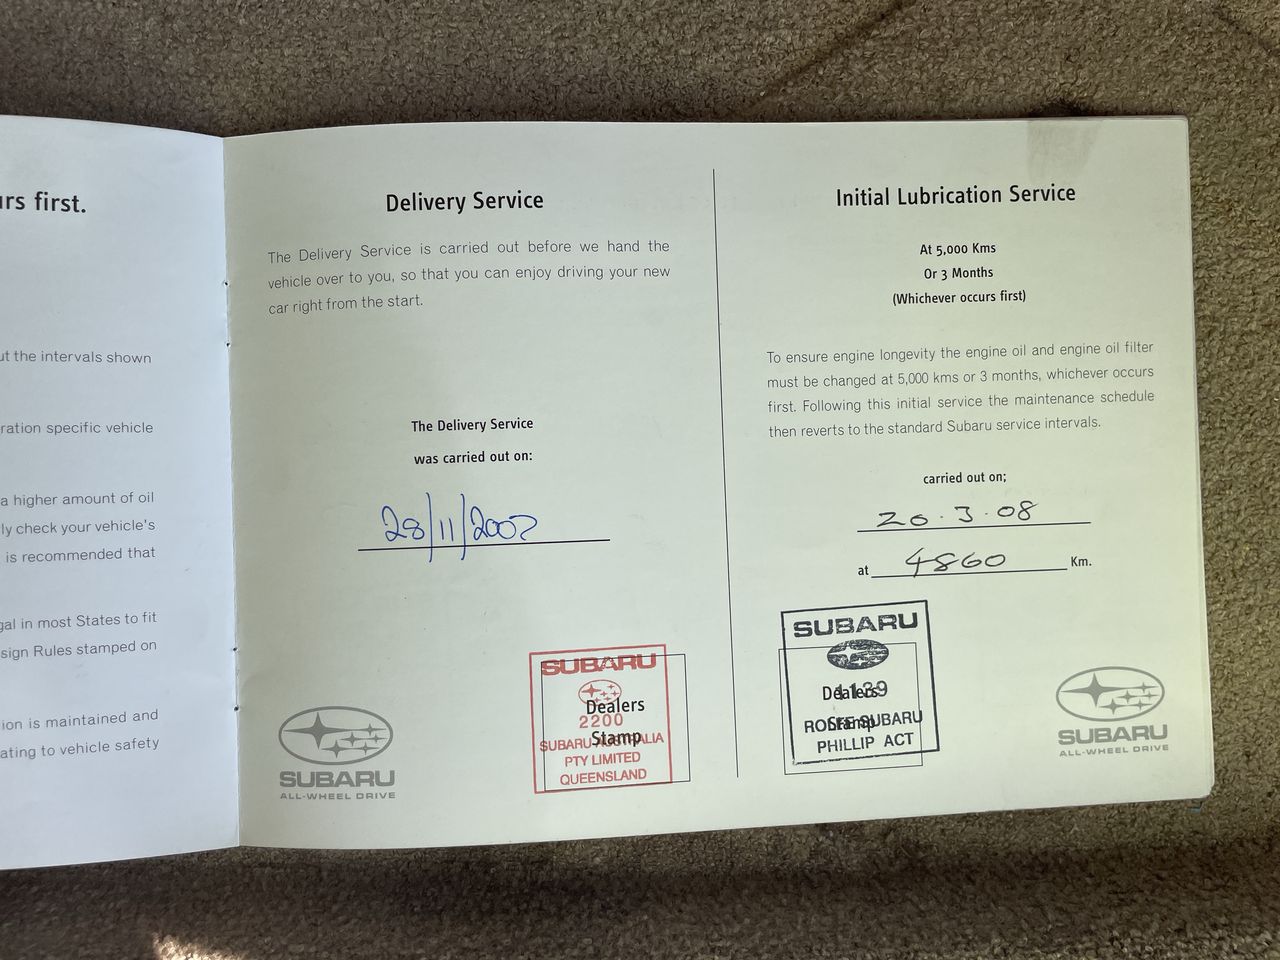 urs first.
ut the intervals shown
ration specific vehicle
a higher amount of oil
ly check your vehicle's
is recommended that
gal in most States to fit
sign Rules stamped on
ion is maintained and
ating to vehicle safety
Delivery Service
The Delivery Service is carried out before we hand the
vehicle over to you, so that you can enjoy driving your new
car right from the start.
The Delivery Service
was carried out on:
28/11/2007
SUBARU
Dealers
2200
Stamp
SUBARU AUSTRALIA
PTY LIMITED
QUEENSLAND
SUBARU
ALL-WHEEL DRIVE
Initial Lubrication Service
At 5,000 Kms
Or 3 Months
(Whichever occurs first)
To ensure engine longevity the engine oil and engine oil filter
must be changed at 5,000 kms or 3 months, whichever occurs
first. Following this initial service the maintenance schedule
then reverts to the standard Subaru service intervals.
carried out on;
20.3.08
at 4860 Km.
SUBARU
Dealers
Stamp
ROLFE SUBARU
PHILLIP ACT
SUBARU
ALL-WHEEL DRIVE